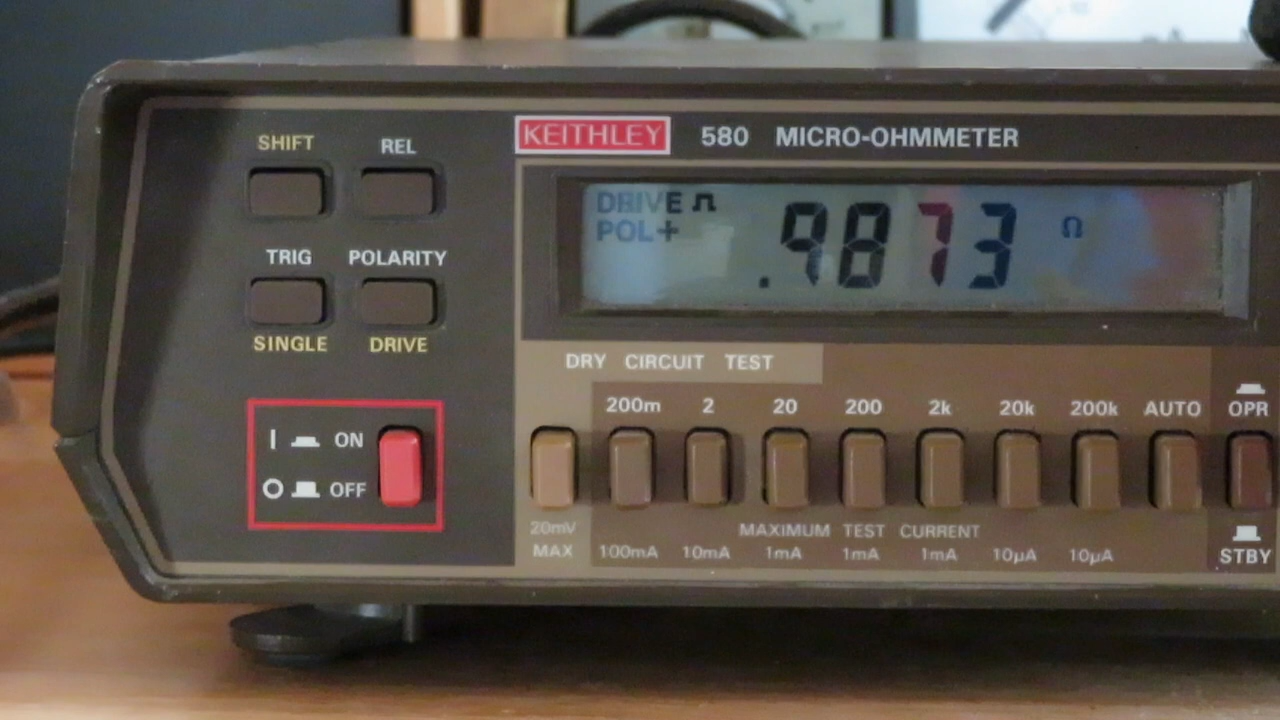 SHIFT REL
TRIG POLARITY
SINGLE DRIVE
| ON
O OFF
KEITHLEY 580 MICRO-OHMMETER
DRIVE
POL+
.9873 Ω
DRY CIRCUIT TEST
200m 2 20 200 2k 20k 200k AUTO OPR
20mV MAXIMUM TEST CURRENT
MAX 100mA 10mA 1mA 1mA 1mA 10µA 10µA STBY